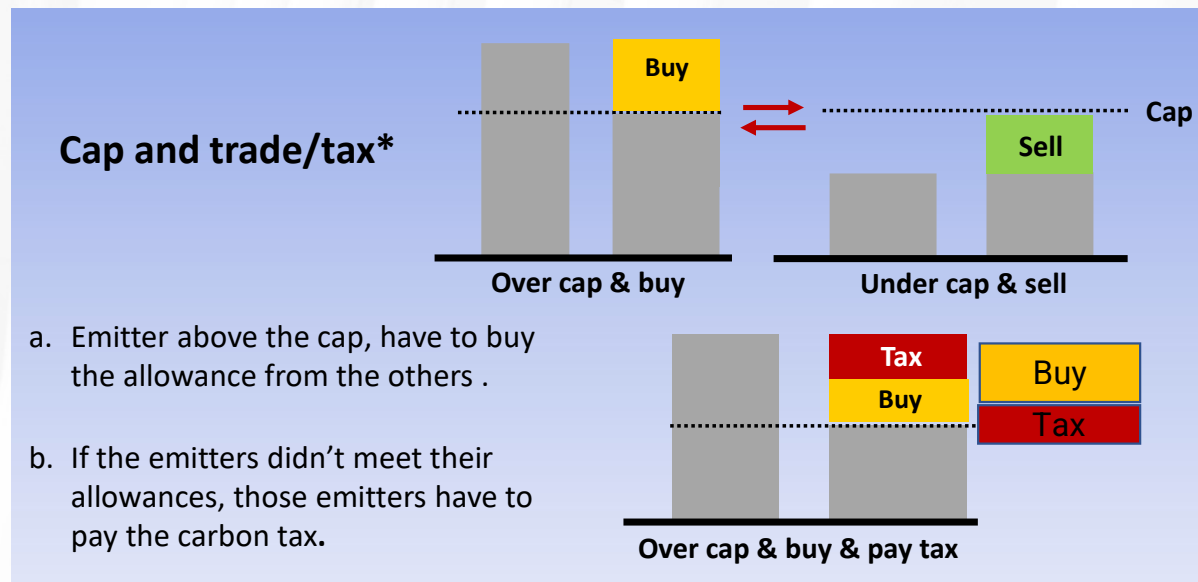 Cap and trade/tax*
Buy
Cap
Sell
Over cap & buy
Under cap & sell
a. Emitter above the cap, have to buy
the allowance from the others .
b. If the emitters didn’t meet their
allowances, those emitters have to
pay the carbon tax.
Tax
Buy
Buy
Tax
Over cap & buy & pay tax